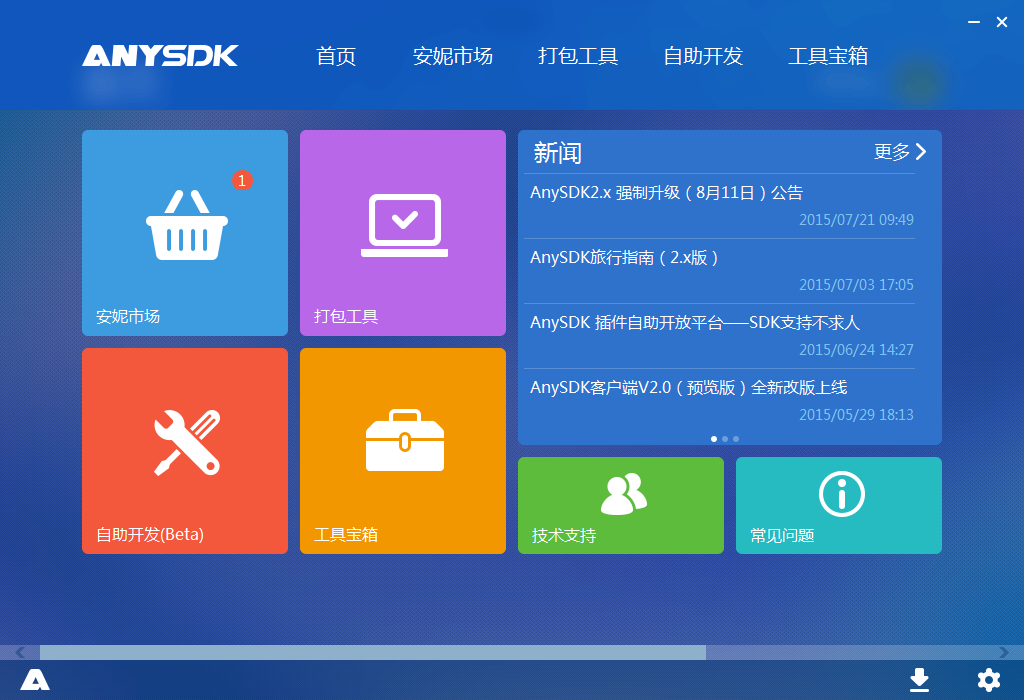 ANYSDK
首页
安妮市场
打包工具
自助开发
工具宝箱
1
安妮市场
打包工具
新闻
更多
AnySDK2.x 强制升级（8月11日）公告
2015/07/21 09:49
AnySDK旅行指南（2.x版）
2015/07/03 17:05
AnySDK 插件自助开放平台——SDK支持不求人
2015/06/24 14:27
AnySDK客户端V2.0（预览版）全新改版上线
2015/05/29 18:13
自助开发(Beta)
工具宝箱
技术支持
常见问题